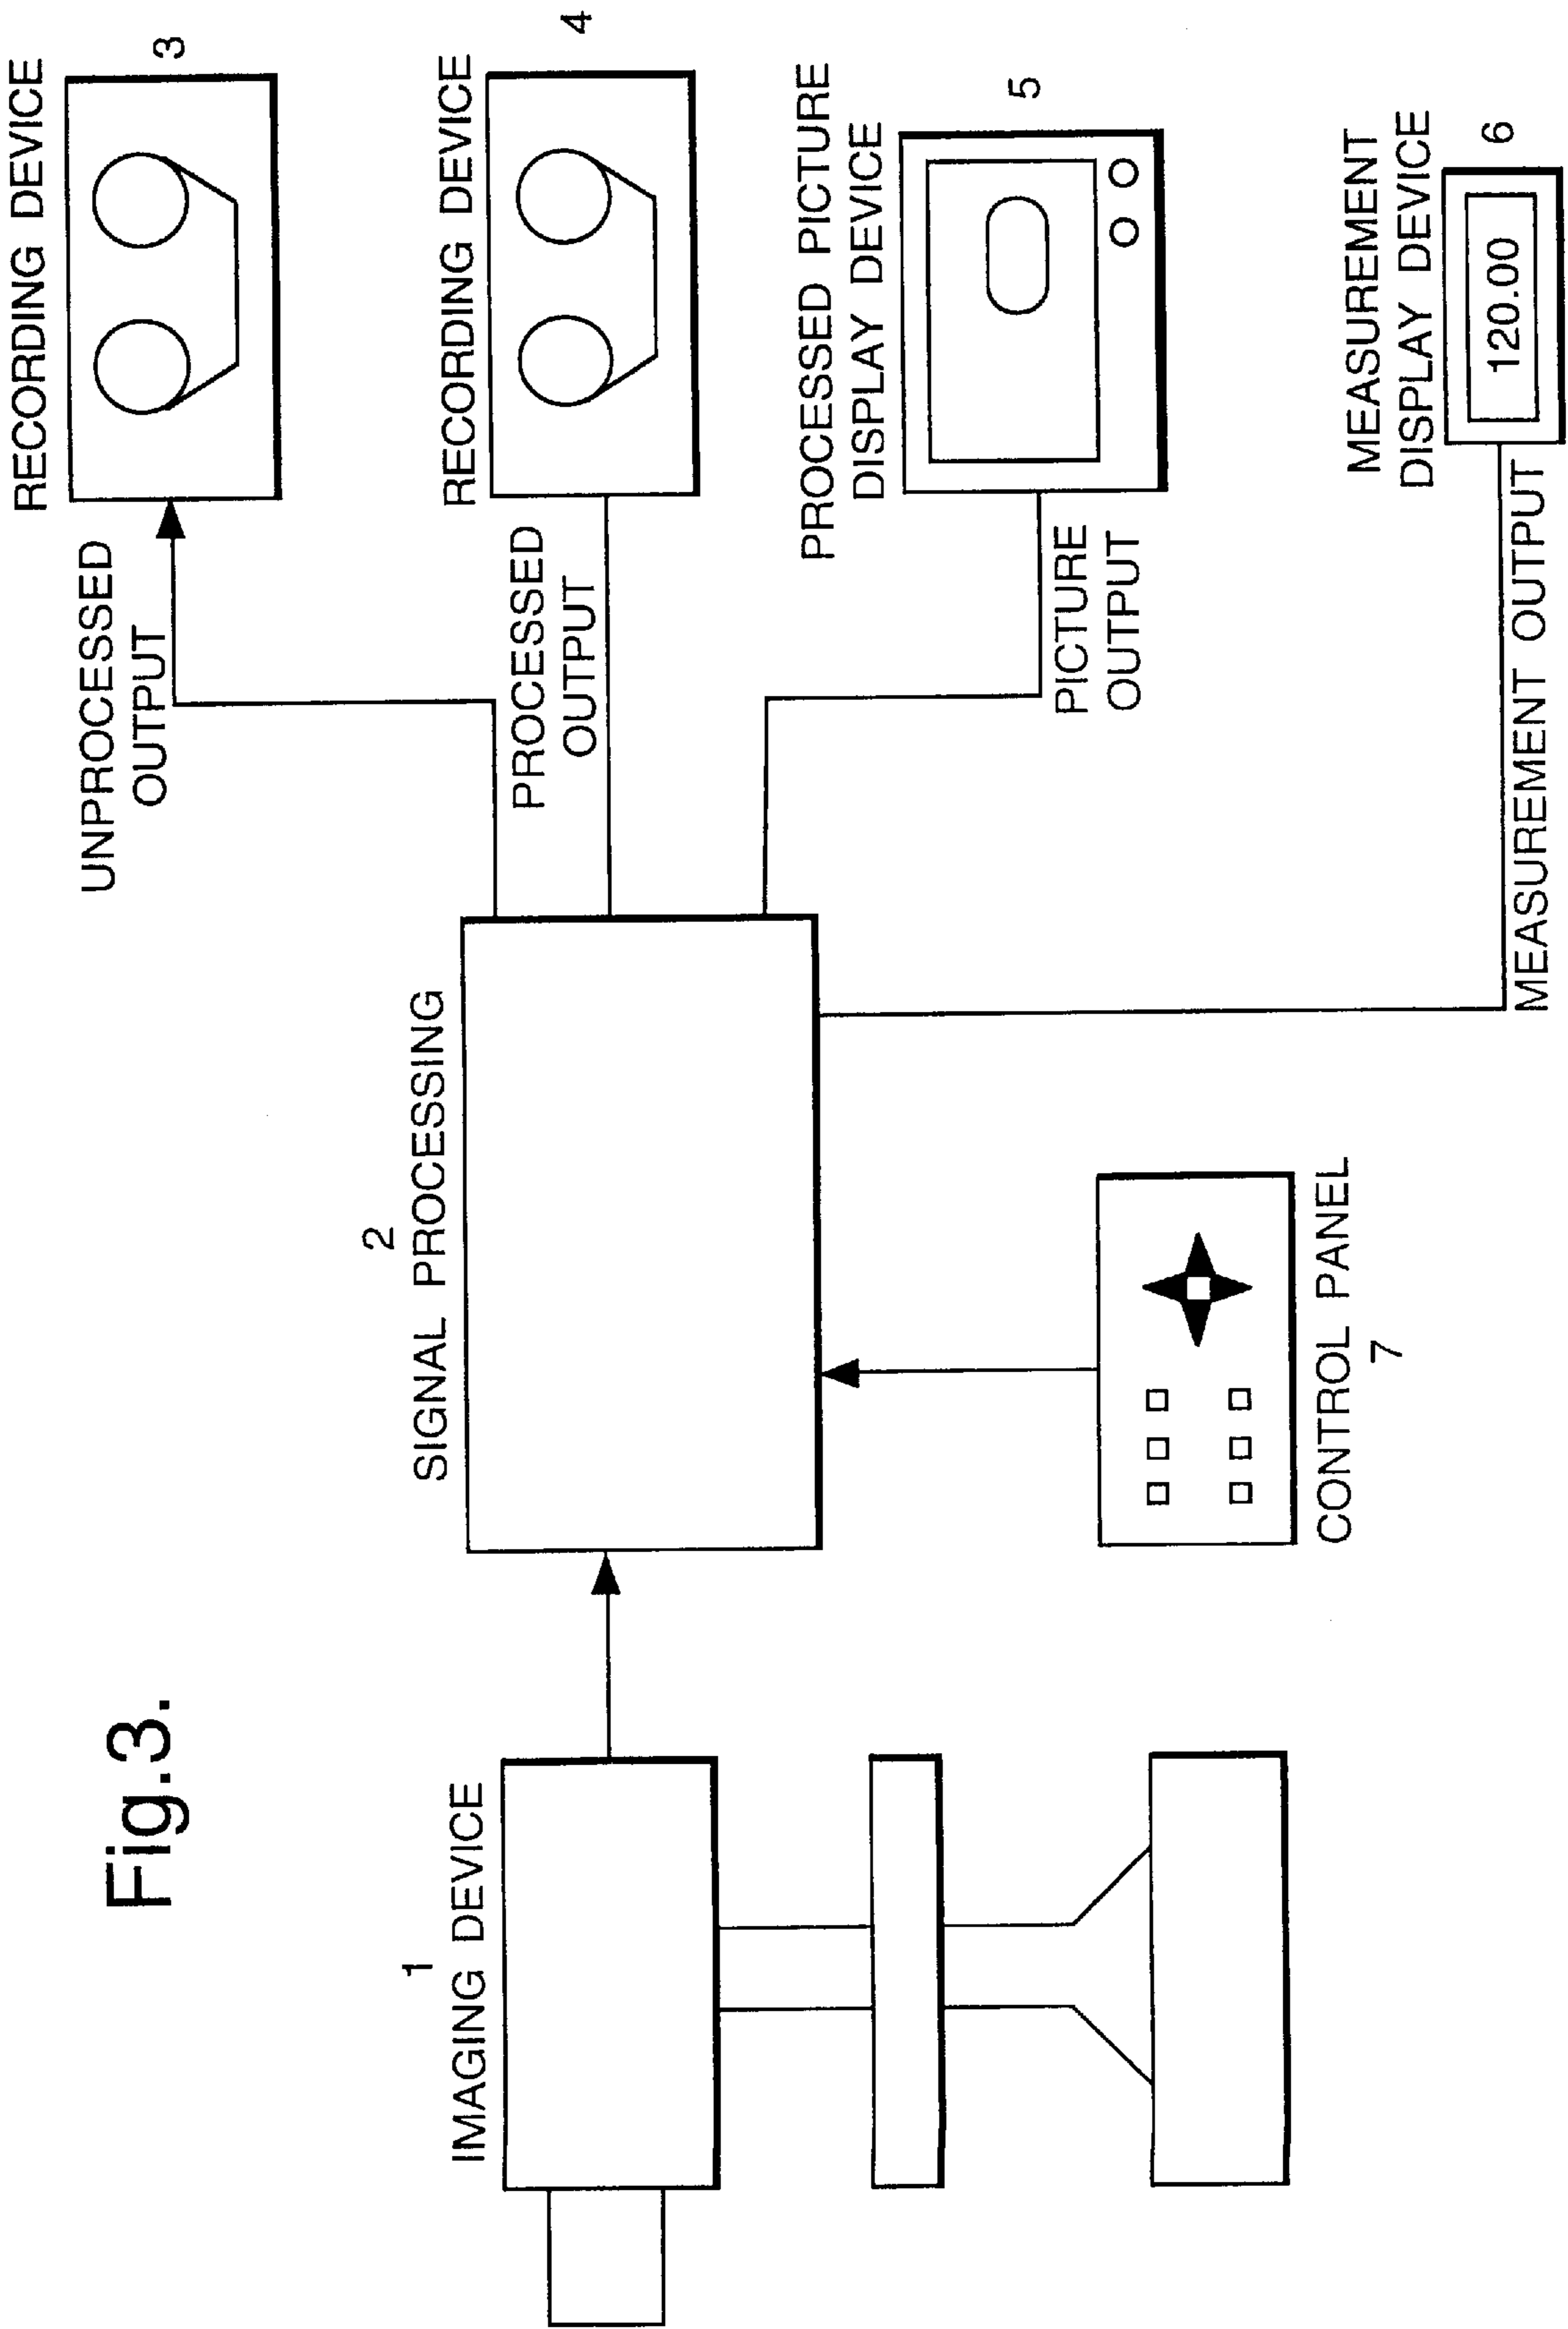 Fig.3.
1
IMAGING DEVICE
2
SIGNAL PROCESSING
CONTROL PANEL
7
UNPROCESSED
OUTPUT
RECORDING DEVICE
3
PROCESSED
OUTPUT
RECORDING DEVICE
4
PICTURE
OUTPUT
PROCESSED PICTURE
DISPLAY DEVICE
5
MEASUREMENT OUTPUT
MEASUREMENT
DISPLAY DEVICE
6
120.00